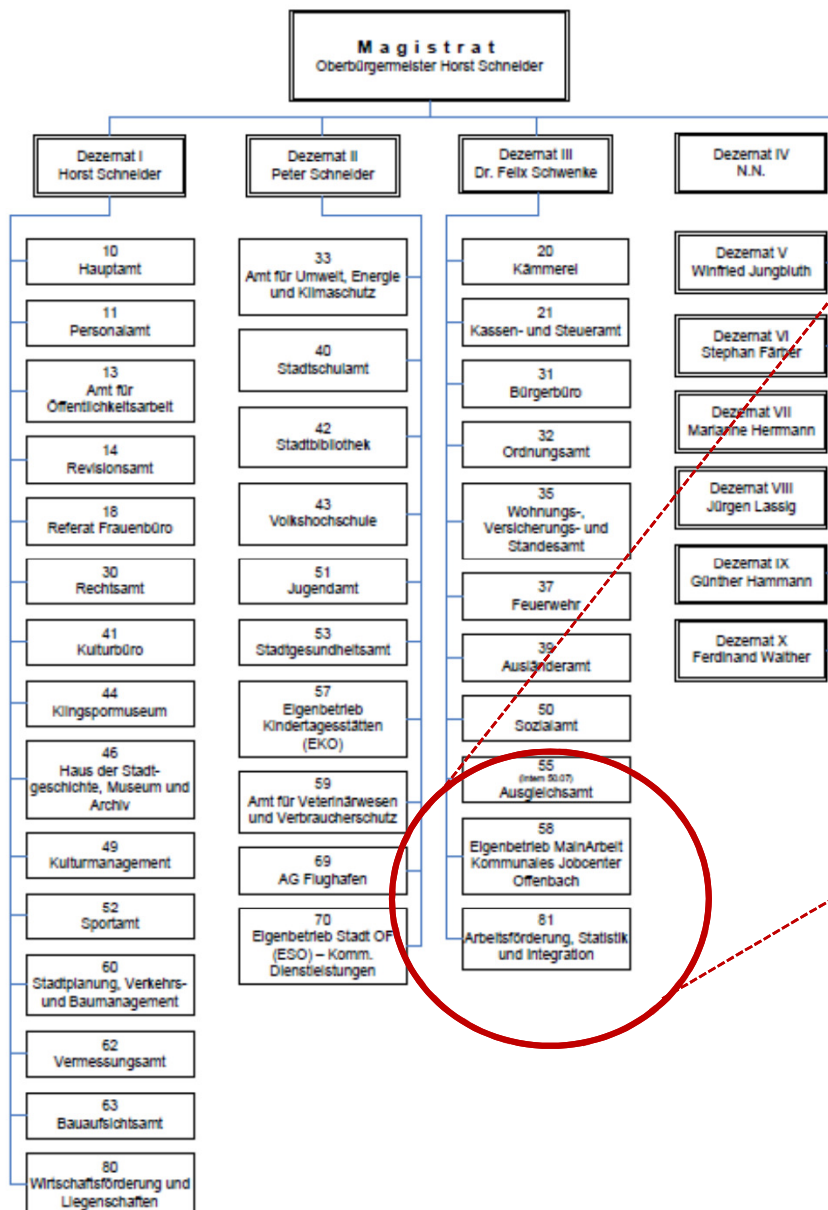 Magistrat
Oberbürgermeister Horst Schneider
Dezernat I
Horst Schneider
10
Hauptamt
11
Personalamt
13
Amt für
Öffentlichkeitsarbeit
14
Revisionsamt
18
Referat Frauenbüro
30
Rechtsamt
41
Kulturbüro
44
Klingspormuseum
46
Haus der Stadt-
geschichte, Museum und
Archiv
49
Kulturmanagement
52
Sportamt
60
Stadtplanung, Verkehrs-
und Baumanagement
62
Vermessungsamt
63
Bauaufsichtsamt
80
Wirtschaftsförderung und
Liegenschaften
Dezernat II
Peter Schneider
33
Amt für Umwelt, Energie
und Klimaschutz
40
Stadtschulamt
42
Stadtbibliothek
43
Volkshochschule
51
Jugendamt
53
Stadtgesundheitsamt
57
Eigenbetrieb
Kindertagesstätten
(EKO)
59
Amt für Veterinärwesen
und Verbraucherschutz
69
AG Flughafen
70
Eigenbetrieb Stadt OF
(ESO) – Komm.
Dienstleistungen
Dezernat III
Dr. Felix Schwenke
20
Kämmerei
21
Kassen- und Steueramt
31
Bürgerbüro
32
Ordnungsamt
35
Wohnungs-,
Versicherungs- und
Standesamt
37
Feuerwehr
39
Ausländeramt
50
Sozialamt
55
(intern 50.07)
Ausgleichsamt
58
Eigenbetrieb MainArbeit
Kommunales Jobcenter
Offenbach
81
Arbeitsförderung, Statistik
und Integration
Dezernat IV
N.N.
Dezernat V
Winfried Jungbluth
Dezernat VI
Stephan Färber
Dezernat VII
Marianne Herrmann
Dezernat VIII
Jürgen Lassig
Dezernat IX
Günther Hammann
Dezernat X
Ferdinand Walther